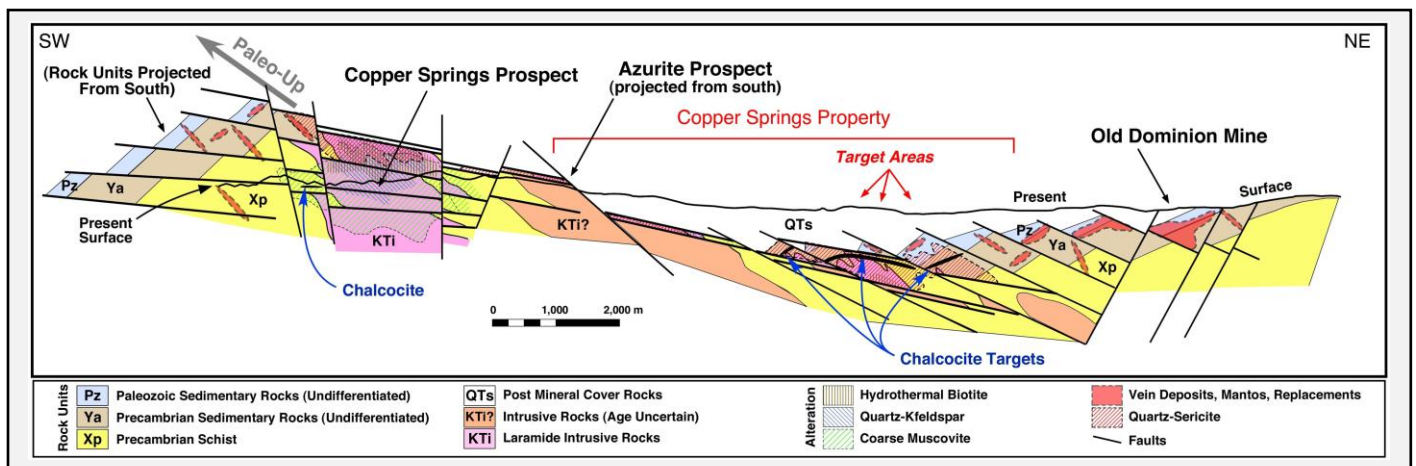 SW
NE
Paleo-Up
(Rock Units Projected
From South)
Copper Springs Prospect
Azurite Prospect
(projected from south)
Copper Springs Property
Target Areas
Old Dominion Mine
Pz
Ya
Xp
Present
Surface
KTi
KTi?
QTs
Present
Surface
Pz
Ya
Xp
Chalcocite
0 1,000 2,000 m
Chalcocite Targets
Rock Units
Pz Paleozoic Sedimentary Rocks (Undifferentiated)
Ya Precambrian Sedimentary Rocks (Undifferentiated)
Xp Precambrian Schist
QTs Post Mineral Cover Rocks
KTi? Intrusive Rocks (Age Uncertain)
KTi Laramide Intrusive Rocks
Alteration
Hydrothermal Biotite
Quartz-Kfeldspar
Coarse Muscovite
Vein Deposits, Mantos, Replacements
Quartz-Sericite
Faults